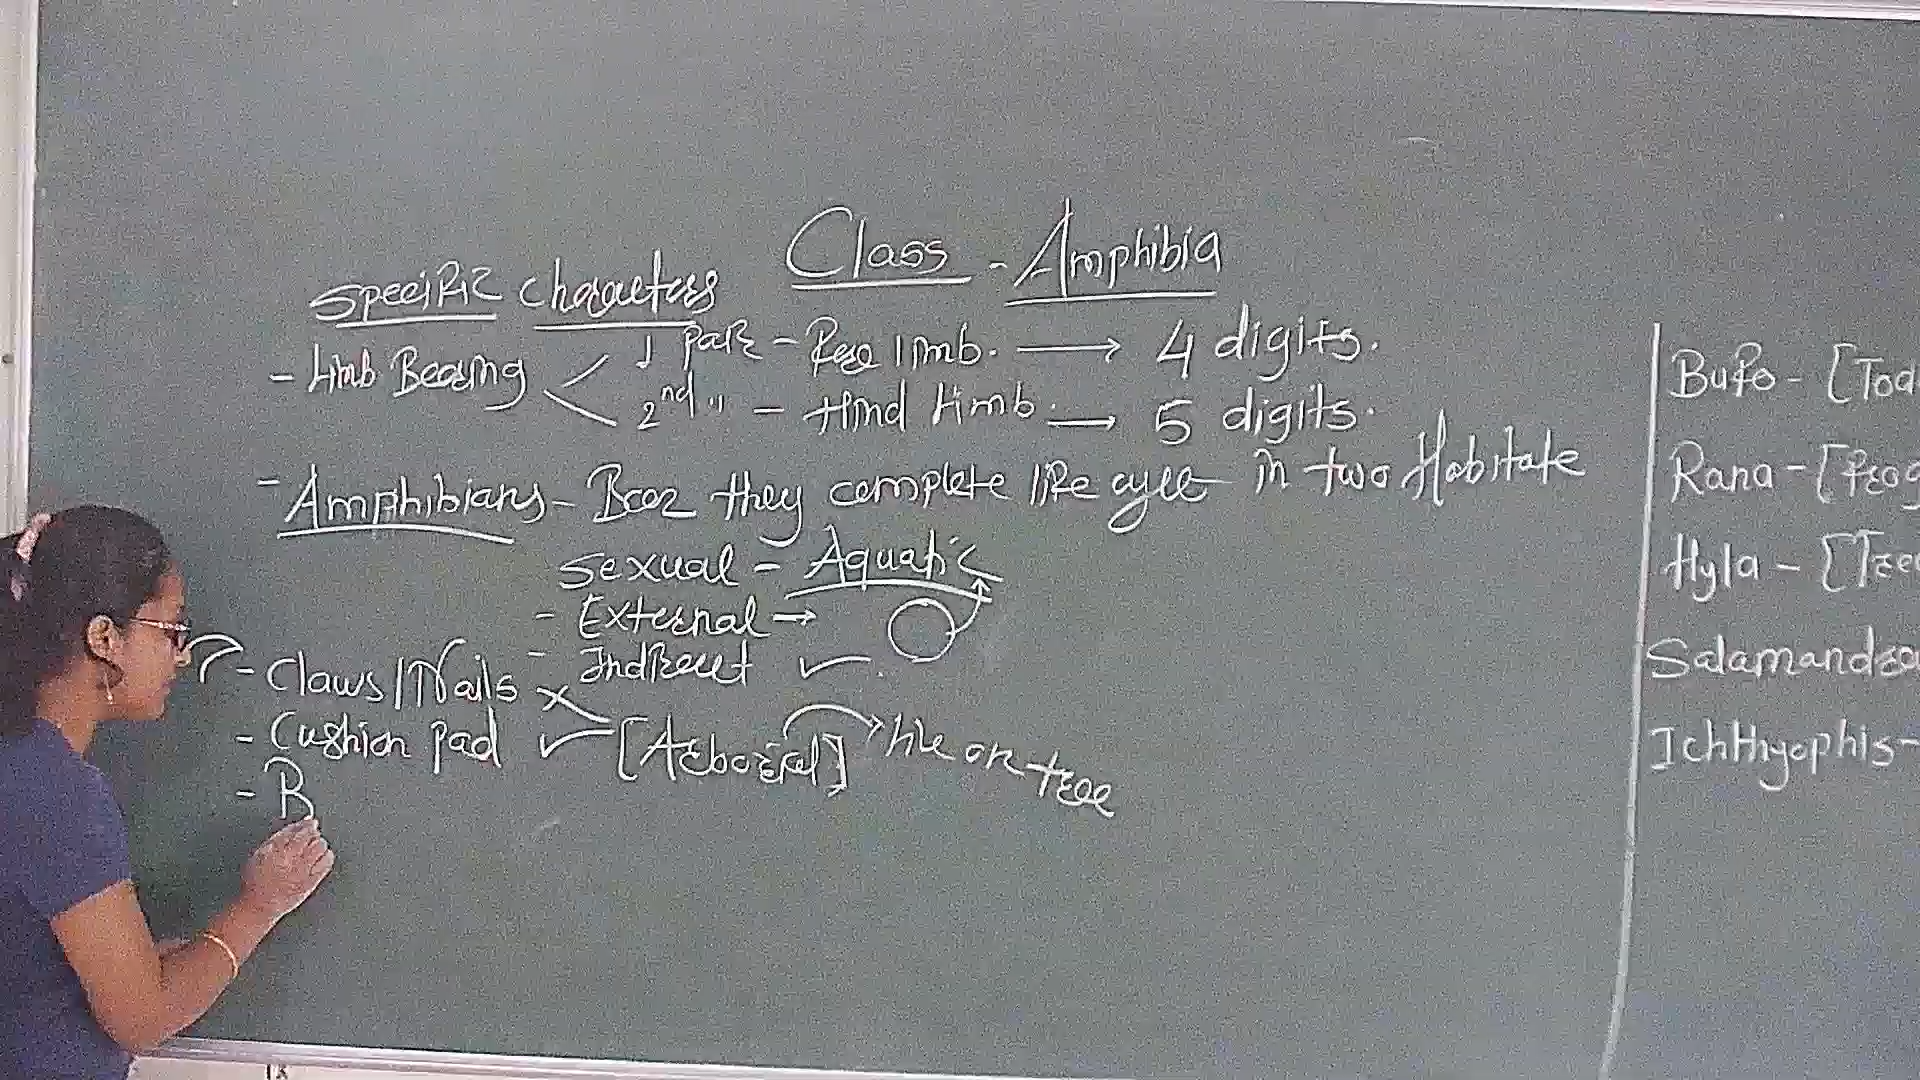 Class - Amphibia
Specific characters
- Limb Bearing
1 pair - Fore limb. → 4 digits.
2nd " - Hind limb. → 5 digits.
- Amphibians - Bcoz they complete life cycle in two Habitate
Sexual - Aquatic
- External →
- Indirect ✓
- Claws/Nails ×
- Cushion pad ✓ [Arboreal] → live on tree
- B
Bufo - [Toa
Rana - [Frog
Hyla - [Tree
Salamandra
Ichthyophis -